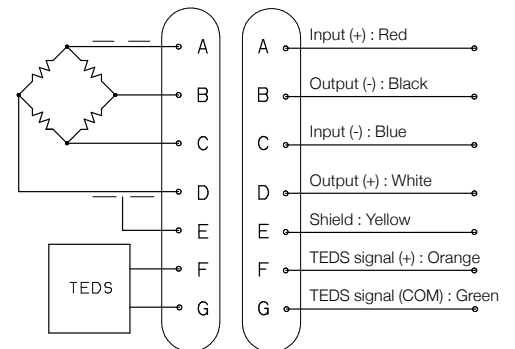 A A Input (+) : Red
B B Output (-) : Black
C C Input (-) : Blue
D D Output (+) : White
E E Shield : Yellow
F F TEDS signal (+) : Orange
TEDS
G G TEDS signal (COM) : Green